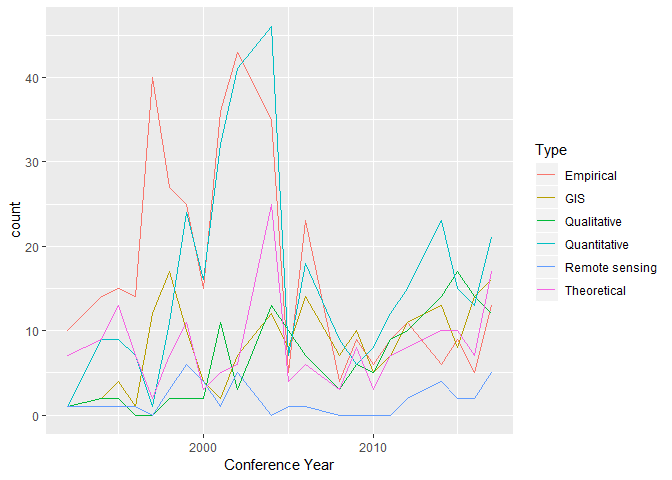 count
40
30
20
10
0
2000
2010
Conference Year
Type
Empirical
GIS
Qualitative
Quantitative
Remote sensing
Theoretical